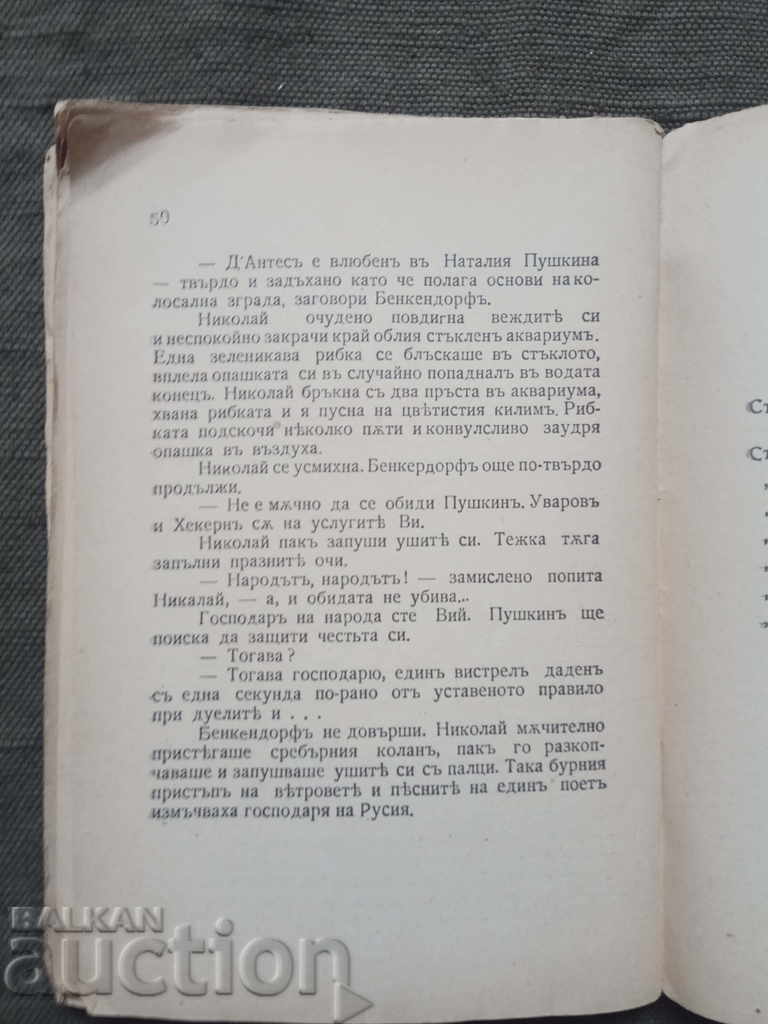 50
— Д'Антесъ е влюбенъ въ Наталия Пушкина
— твърдо и задъхано като че полага основи на ко-
лосална зграда, заговори Бенкендорфъ.
Николай очудено повдигна веждитѣ си
и неспокойно закрачи край облия стъкленъ аквариумъ.
Една зеленикава рибка се блъскаше въ стъклото,
вплела опашката си въ случайно попадналъ въ водата
конецъ. Николай бръкна съ два пръста въ аквариума,
хвана рибката и я пусна на цвѣтистия килимъ. Риб-
ката подскочи нѣколко пѫти и конвулсливо заудря
опашка въ въздуха.
Николай се усмихна. Бенкердорфъ още по-твърдо
продължи.
— Не е мѫчно да се обиди Пушкинъ. Уваровъ
и Хекернъ сѫ на услугитѣ Ви.
Николай пакъ запуши ушитѣ си. Тежка тѫга
запълни празнитѣ очи.
— Народътъ, народътъ! — замислено попита
Никалай, — а, и обидата не убива...
Господаръ на народа сте Вий. Пушкинъ ще
поиска да защити честьта си.
— Тогава?
— Тогава господарю, единъ вистрелъ даденъ
съ една секунда по-рано отъ уставеното правило
при дуелитѣ и . . .
Бенкендорфъ не довърши. Николай мѫчително
пристѣгаше сребърния коланъ, пакъ го разкоп-
чаваше и запушваше ушитѣ си съ палци. Така бурния
пристъпъ на вѣтроветѣ и пѣснитѣ на единъ поетъ
измъчваха господаря на Русия.
Ст
Ст
BALKAN
auction